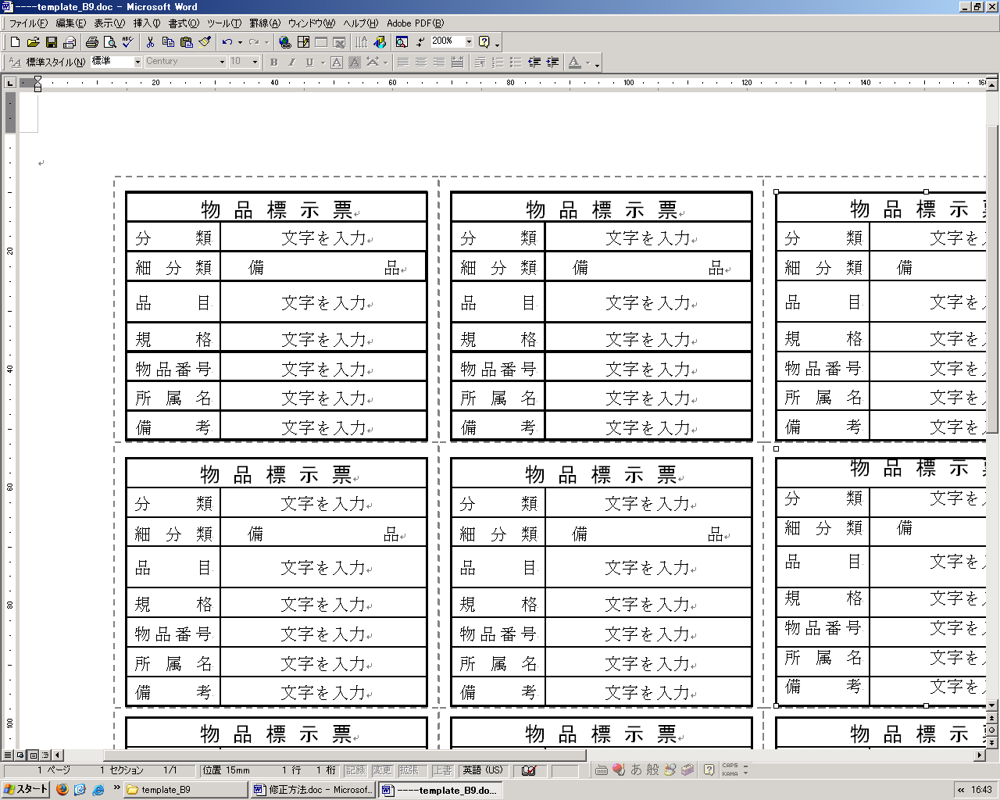 ----template_B9.doc - Microsoft Word
ファイル(F) 編集(E) 表示(V) 挿入(I) 書式(O) ツール(T) 罫線(A) ウィンドウ(W) ヘルプ(H) Adobe PDF(B)
200%
標準スタイル(N) 標準 Century 10
20 40 60 80 100 120 140 160
20
40
60
80
100
物品標示票 物品標示票 物品標示
分類 文字を入力 分類 文字を入力 分類 文字を
細分類 備品 細分類 備品 細分類 備
品目 文字を入力 品目 文字を入力 品目 文字を
規格 文字を入力 規格 文字を入力 規格 文字を
物品番号 文字を入力 物品番号 文字を入力 物品番号 文字を
所属名 文字を入力 所属名 文字を入力 所属名 文字を
備考 文字を入力 備考 文字を入力 備考 文字を
物品標示票 物品標示票 物品標示
分類 文字を入力 分類 文字を入力 分類 文字を
細分類 備品 細分類 備品 細分類 備
品目 文字を入力 品目 文字を入力 品目 文字を
規格 文字を入力 規格 文字を入力 規格 文字を
物品番号 文字を入力 物品番号 文字を入力 物品番号 文字を
所属名 文字を入力 所属名 文字を入力 所属名 文字を
備考 文字を入力 備考 文字を入力 備考 文字を
物品標示票 物品標示票 物品標示
1 ページ 1 セクション 1/1 位置 15mm 1 行 1 桁 記録 変更 拡張 上書 英語 (US) あ 般 CAPS KANA
スタート template_B9 修正方法.doc - Microsof... ----template_B9.do... 16:43